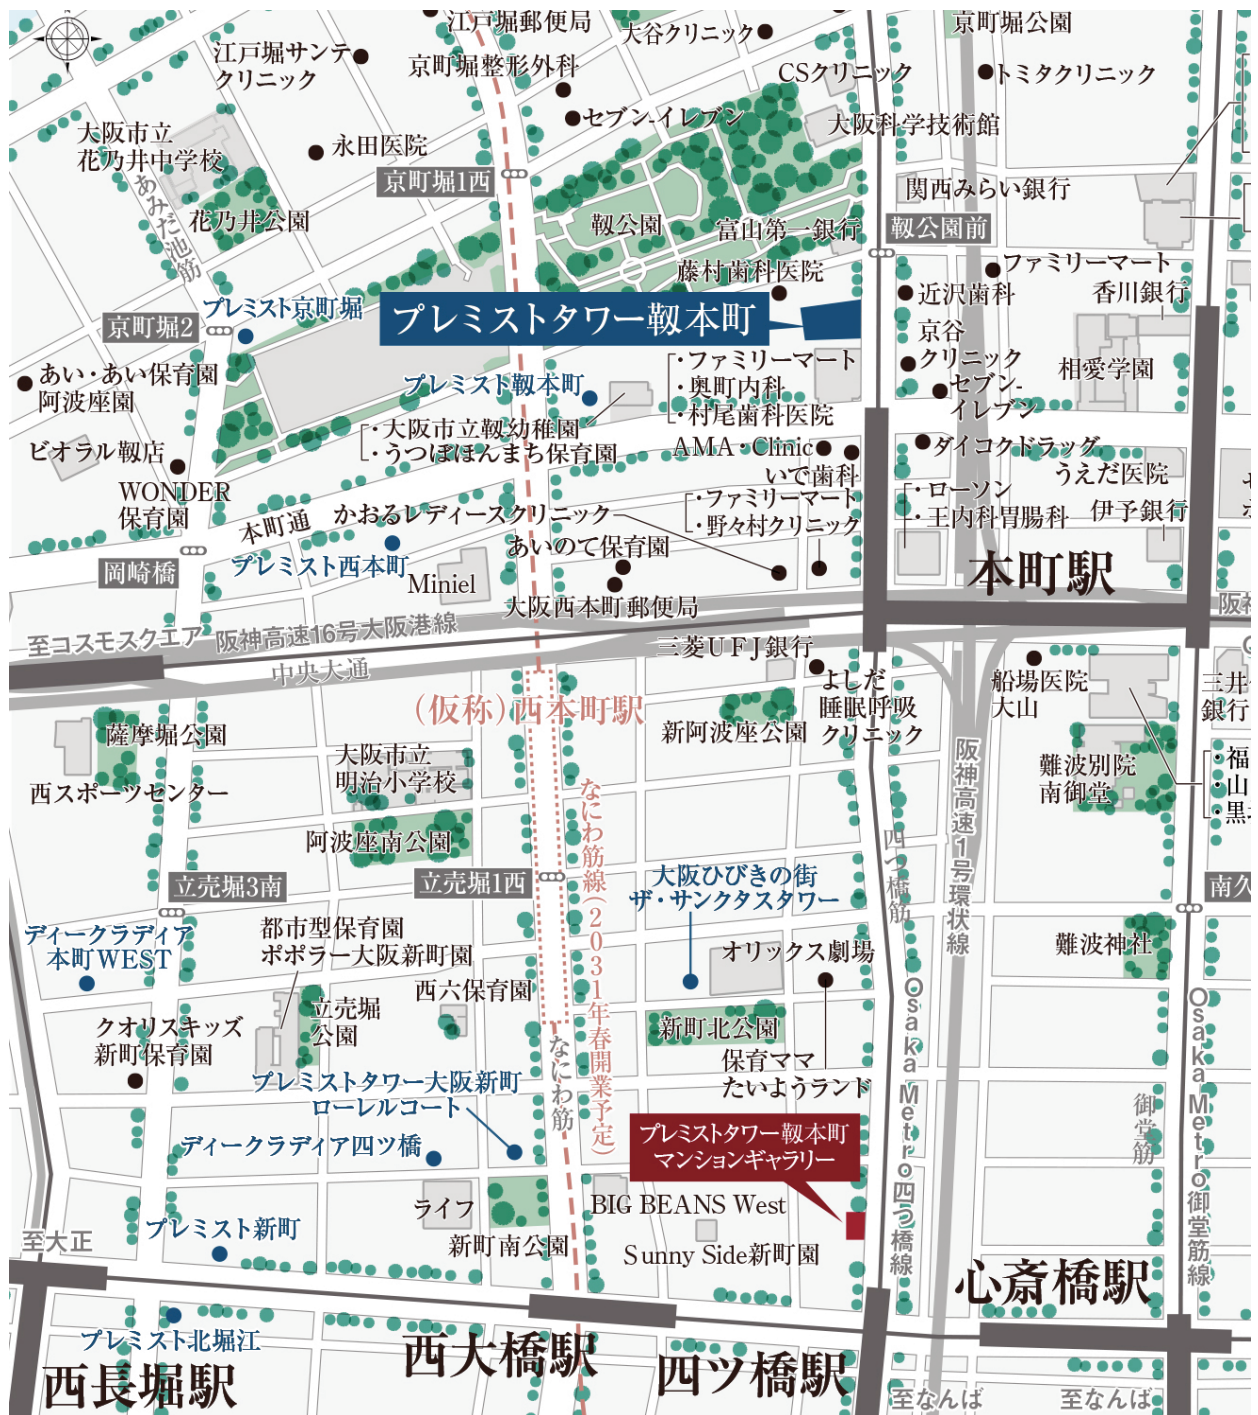 江戸堀郵便局
大谷クリニック
京町堀公園
江戸堀サンテ
クリニック
京町堀整形外科
CSクリニック
トミタクリニック
セブン-イレブン
大阪科学技術館
大阪市立
花乃井中学校
永田医院
京町堀1西
関西みらい銀行
あみだ池筋
花乃井公園
靱公園
富山第一銀行
靱公園前
藤村歯科医院
ファミリーマート
近沢歯科
香川銀行
プレミスト京町堀
京町堀2
プレミストタワー靱本町
京谷
クリニック
セブン-
イレブン
相愛学園
あい・あい保育園
阿波座園
プレミスト靱本町
・ファミリーマート
・奥町内科
・村尾歯科医院
・大阪市立靱幼稚園
・うつぼほんまち保育園
AMA・Clinic
いで歯科
ダイコクドラッグ
うえだ医院
ビオラル靱店
WONDER
保育園
本町通
かおるレディースクリニック
・ファミリーマート
・野々村クリニック
・ローソン
・王内科胃腸科
伊予銀行
あいのて保育園
岡崎橋
プレミスト西本町
Miniel
大阪西本町郵便局
本町駅
至コスモスクエア
阪神高速16号大阪港線
阪神
中央大通
三菱UFJ銀行
よしだ
睡眠呼吸
クリニック
船場医院
大山
三井
銀行
(仮称)西本町駅
薩摩堀公園
新阿波座公園
大阪市立
明治小学校
西スポーツセンター
阪神高速1号環状線
難波別院
南御堂
・福
・山
・黒
なにわ筋線(2031年春開業予定)
阿波座南公園
四つ橋筋
立売堀3南
立売堀1西
大阪ひびきの街
ザ・サンクタスタワー
南久
ディークラディア
本町WEST
都市型保育園
ポポラー大阪新町園
オリックス劇場
難波神社
西六保育園
立売堀
公園
クオリスキッズ
新町保育園
新町北公園
保育ママ
たいようランド
なにわ筋
Osaka Metro四つ橋線
Osaka Metro御堂筋線
御堂筋
プレミストタワー大阪新町
ローレルコート
プレミストタワー靱本町
マンションギャラリー
ディークラディア四ツ橋
ライフ
BIG BEANS West
プレミスト新町
新町南公園
Sunny Side新町園
至大正
心斎橋駅
プレミスト北堀江
西長堀駅
西大橋駅
四ツ橋駅
至なんば
至なんば